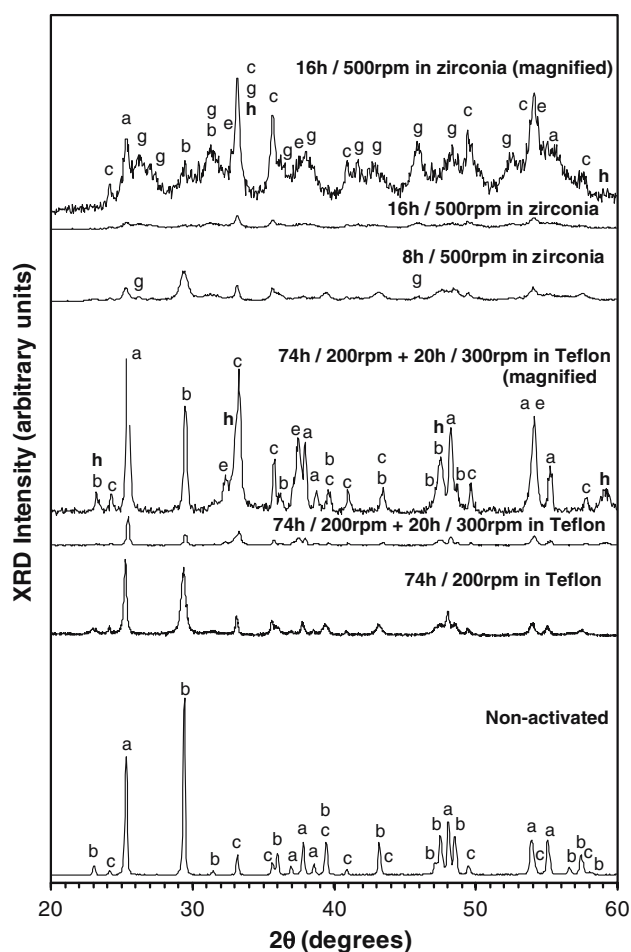 16h / 500rpm in zirconia (magnified)
c
g
h
a
c
c
e
g
g
b
g
g
b
e
e
g
g
c
g
g
g
g
g
c
g
a
c
h
c
16h / 500rpm in zirconia
8h / 500rpm in zirconia
g
g
74h / 200rpm + 20h / 300rpm in Teflon
(magnified
a
c
b
h
h
b
c
e
c
b
e
a
a
b
c
c
c
b
h
b
b
a
b
c
a e
a
c
h
74h / 200rpm + 20h / 300rpm in Teflon
74h / 200rpm in Teflon
Non-activated
b
a
b
c
b
c
c
b
a
a
a
b
c
c
b
c
b
b
a
b
c
a
c
a
b
b
c
b
XRD Intensity (arbitrary units)
20
30
40
50
60
2θ (degrees)